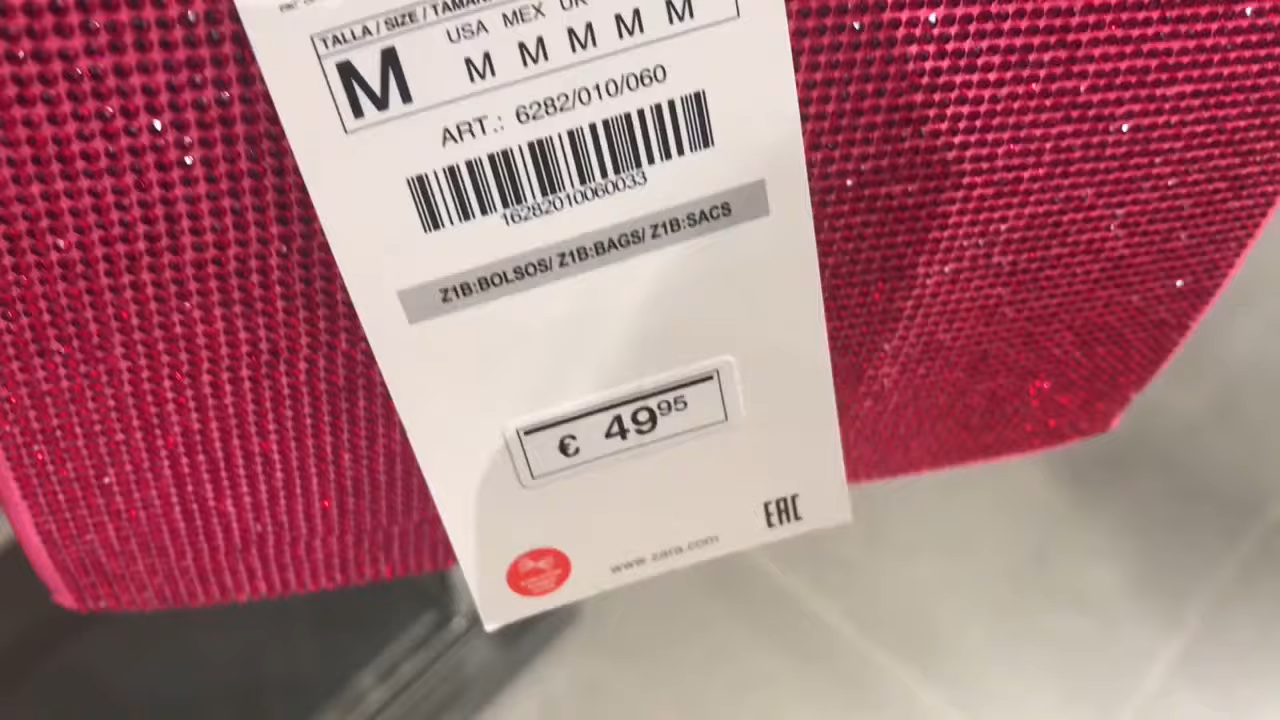 TALLA / SIZE /
USA MEX UK
M M M M M M
ART.: 6282/010/060
16282010060033
Z1B:BOLSOS/ Z1B:BAGS/ Z1B:SACS
€ 49⁹⁵
EAC
www.zara.com